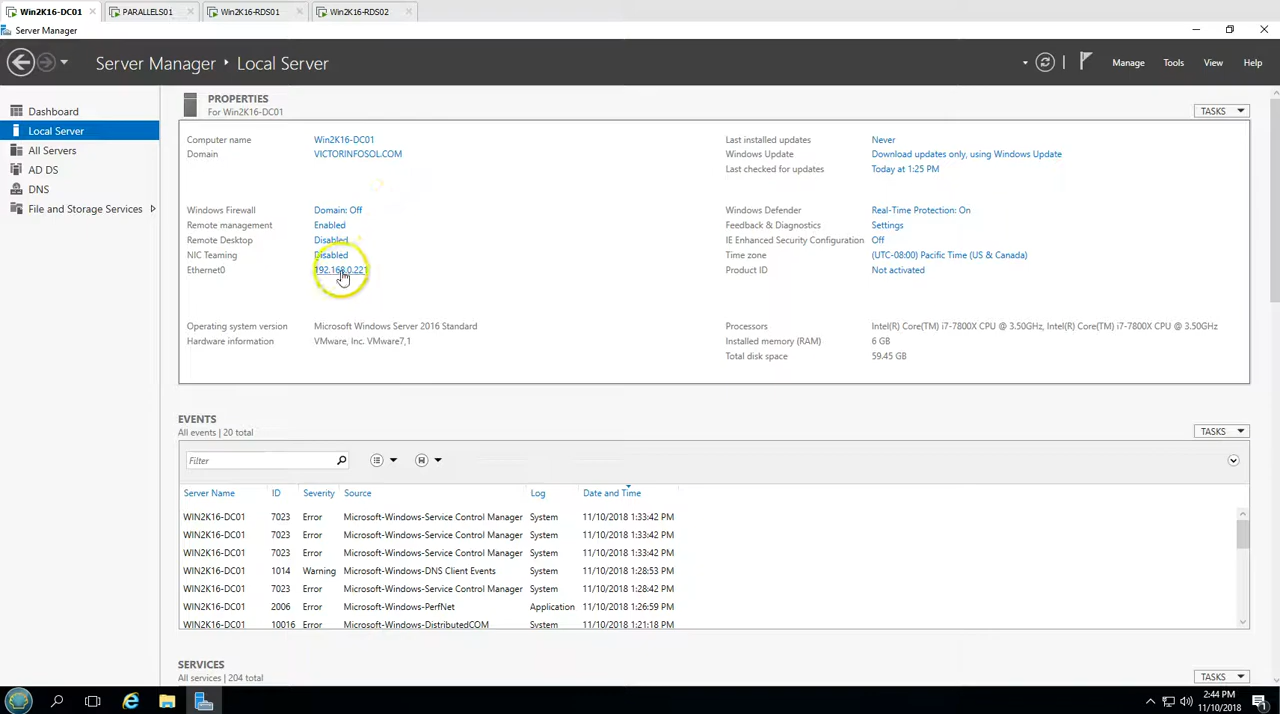 Win2K16-DC01
PARALLELS01
Win2K16-RDS01
Win2K16-RDS02
Server Manager
Server Manager ‣ Local Server
Manage
Tools
View
Help
Dashboard
Local Server
All Servers
AD DS
DNS
File and Storage Services
PROPERTIES
For Win2K16-DC01
TASKS
Computer name Win2K16-DC01
Domain VICTORINFOSOL.COM
Last installed updates Never
Windows Update Download updates only, using Windows Update
Last checked for updates Today at 1:25 PM
Windows Firewall Domain: Off
Remote management Enabled
Remote Desktop Disabled
NIC Teaming Disabled
Ethernet0 192.168.0.221
Windows Defender Real-Time Protection: On
Feedback & Diagnostics Settings
IE Enhanced Security Configuration Off
Time zone (UTC-08:00) Pacific Time (US & Canada)
Product ID Not activated
Operating system version Microsoft Windows Server 2016 Standard
Hardware information VMware, Inc. VMware7,1
Processors Intel(R) Core(TM) i7-7800X CPU @ 3.50GHz, Intel(R) Core(TM) i7-7800X CPU @ 3.50GHz
Installed memory (RAM) 6 GB
Total disk space 59.45 GB
EVENTS
All events | 20 total
TASKS
Filter
Server Name ID Severity Source Log Date and Time
WIN2K16-DC01 7023 Error Microsoft-Windows-Service Control Manager System 11/10/2018 1:33:42 PM
WIN2K16-DC01 7023 Error Microsoft-Windows-Service Control Manager System 11/10/2018 1:33:42 PM
WIN2K16-DC01 7023 Error Microsoft-Windows-Service Control Manager System 11/10/2018 1:33:42 PM
WIN2K16-DC01 1014 Warning Microsoft-Windows-DNS Client Events System 11/10/2018 1:28:53 PM
WIN2K16-DC01 7023 Error Microsoft-Windows-Service Control Manager System 11/10/2018 1:28:42 PM
WIN2K16-DC01 2006 Error Microsoft-Windows-PerfNet Application 11/10/2018 1:26:59 PM
WIN2K16-DC01 10016 Error Microsoft-Windows-DistributedCOM System 11/10/2018 1:21:18 PM
SERVICES
All services | 204 total
TASKS
2:44 PM
11/10/2018